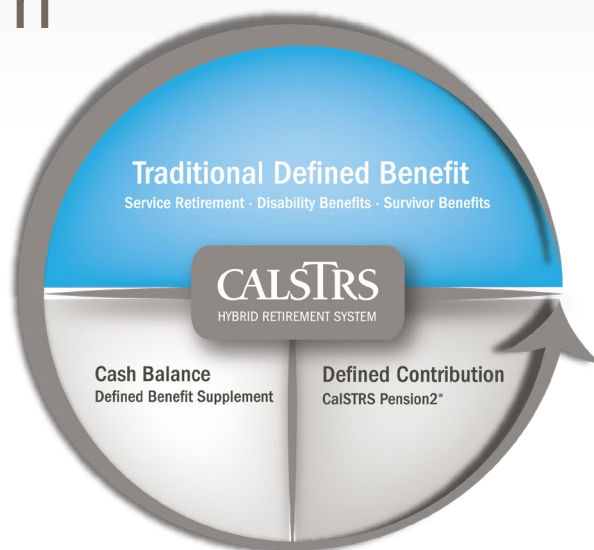 Traditional Defined Benefit
Service Retirement · Disability Benefits · Survivor Benefits
CALSTRS
HYBRID RETIREMENT SYSTEM
Cash Balance
Defined Benefit Supplement
Defined Contribution
CalSTRS Pension2®